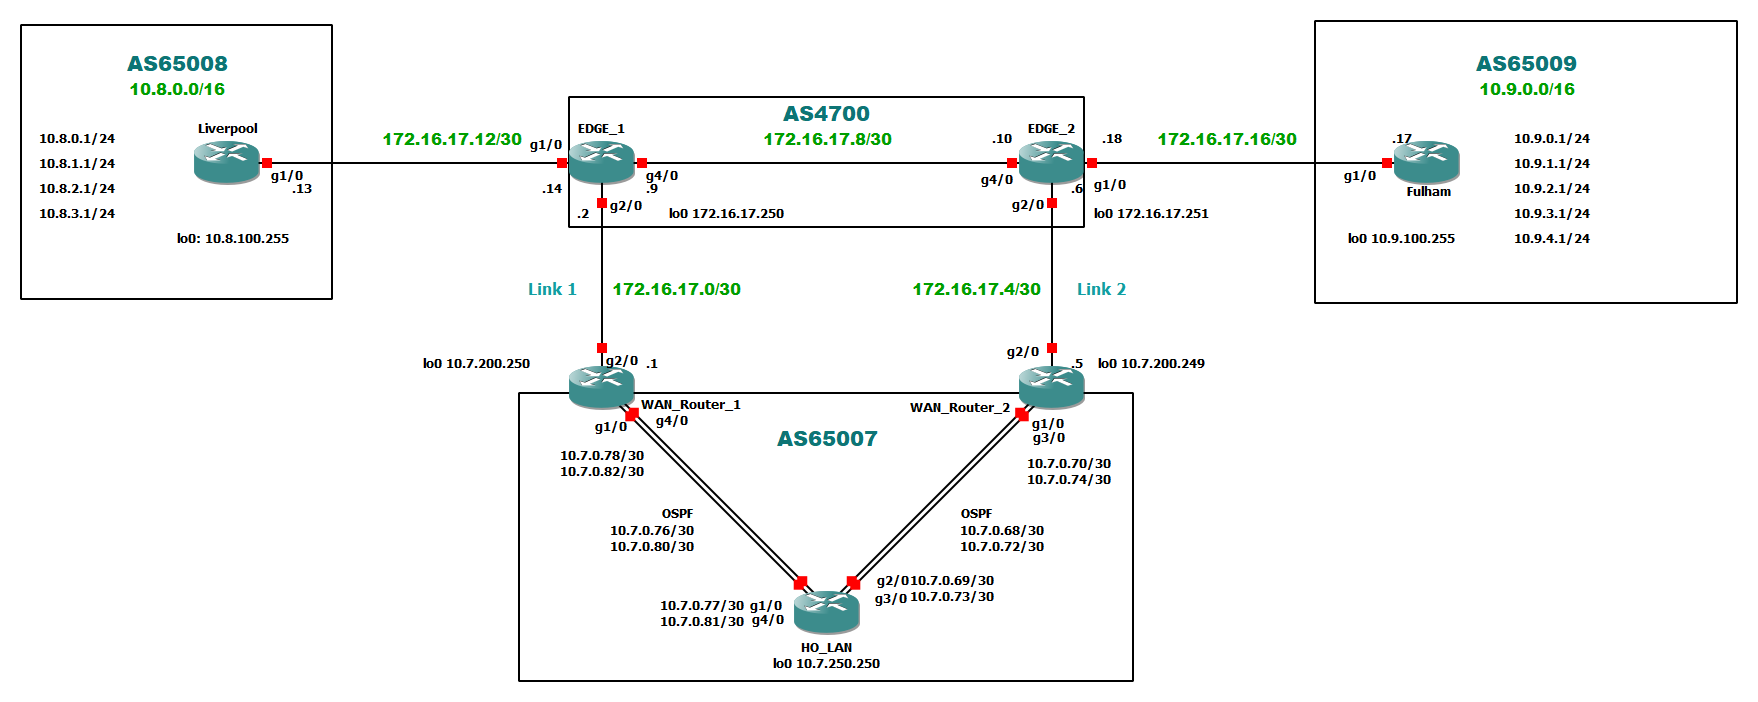 AS65008
10.8.0.0/16
10.8.0.1/24
10.8.1.1/24
10.8.2.1/24
10.8.3.1/24
Liverpool
g1/0
.13
lo0: 10.8.100.255
172.16.17.12/30
AS4700
EDGE_1
g1/0
.14
172.16.17.8/30
g4/0
.9
.2
g2/0
lo0 172.16.17.250
EDGE_2
.10
g4/0
.18
.6
g1/0
g2/0
lo0 172.16.17.251
172.16.17.16/30
AS65009
10.9.0.0/16
.17
g1/0
Fulham
lo0 10.9.100.255
10.9.0.1/24
10.9.1.1/24
10.9.2.1/24
10.9.3.1/24
10.9.4.1/24
Link 1
172.16.17.0/30
172.16.17.4/30
Link 2
lo0 10.7.200.250
g2/0
.1
g2/0
.5
lo0 10.7.200.249
WAN_Router_1
g1/0
g4/0
WAN_Router_2
g1/0
g3/0
AS65007
10.7.0.78/30
10.7.0.82/30
10.7.0.70/30
10.7.0.74/30
OSPF
10.7.0.76/30
10.7.0.80/30
OSPF
10.7.0.68/30
10.7.0.72/30
g2/0 10.7.0.69/30
g3/0 10.7.0.73/30
10.7.0.77/30 g1/0
10.7.0.81/30 g4/0
HO_LAN
lo0 10.7.250.250